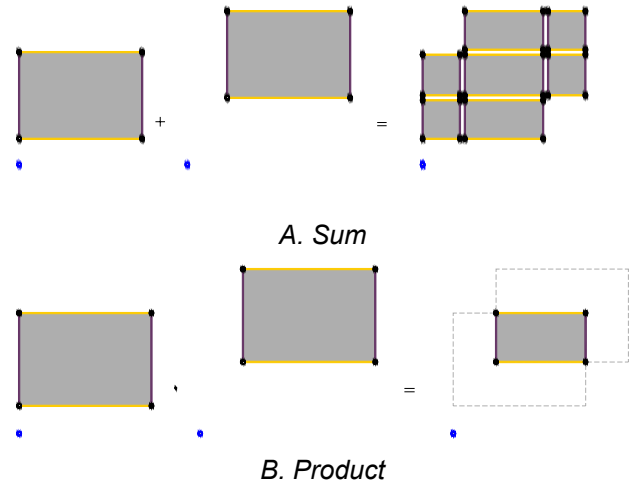 + =
A. Sum
· =
B. Product